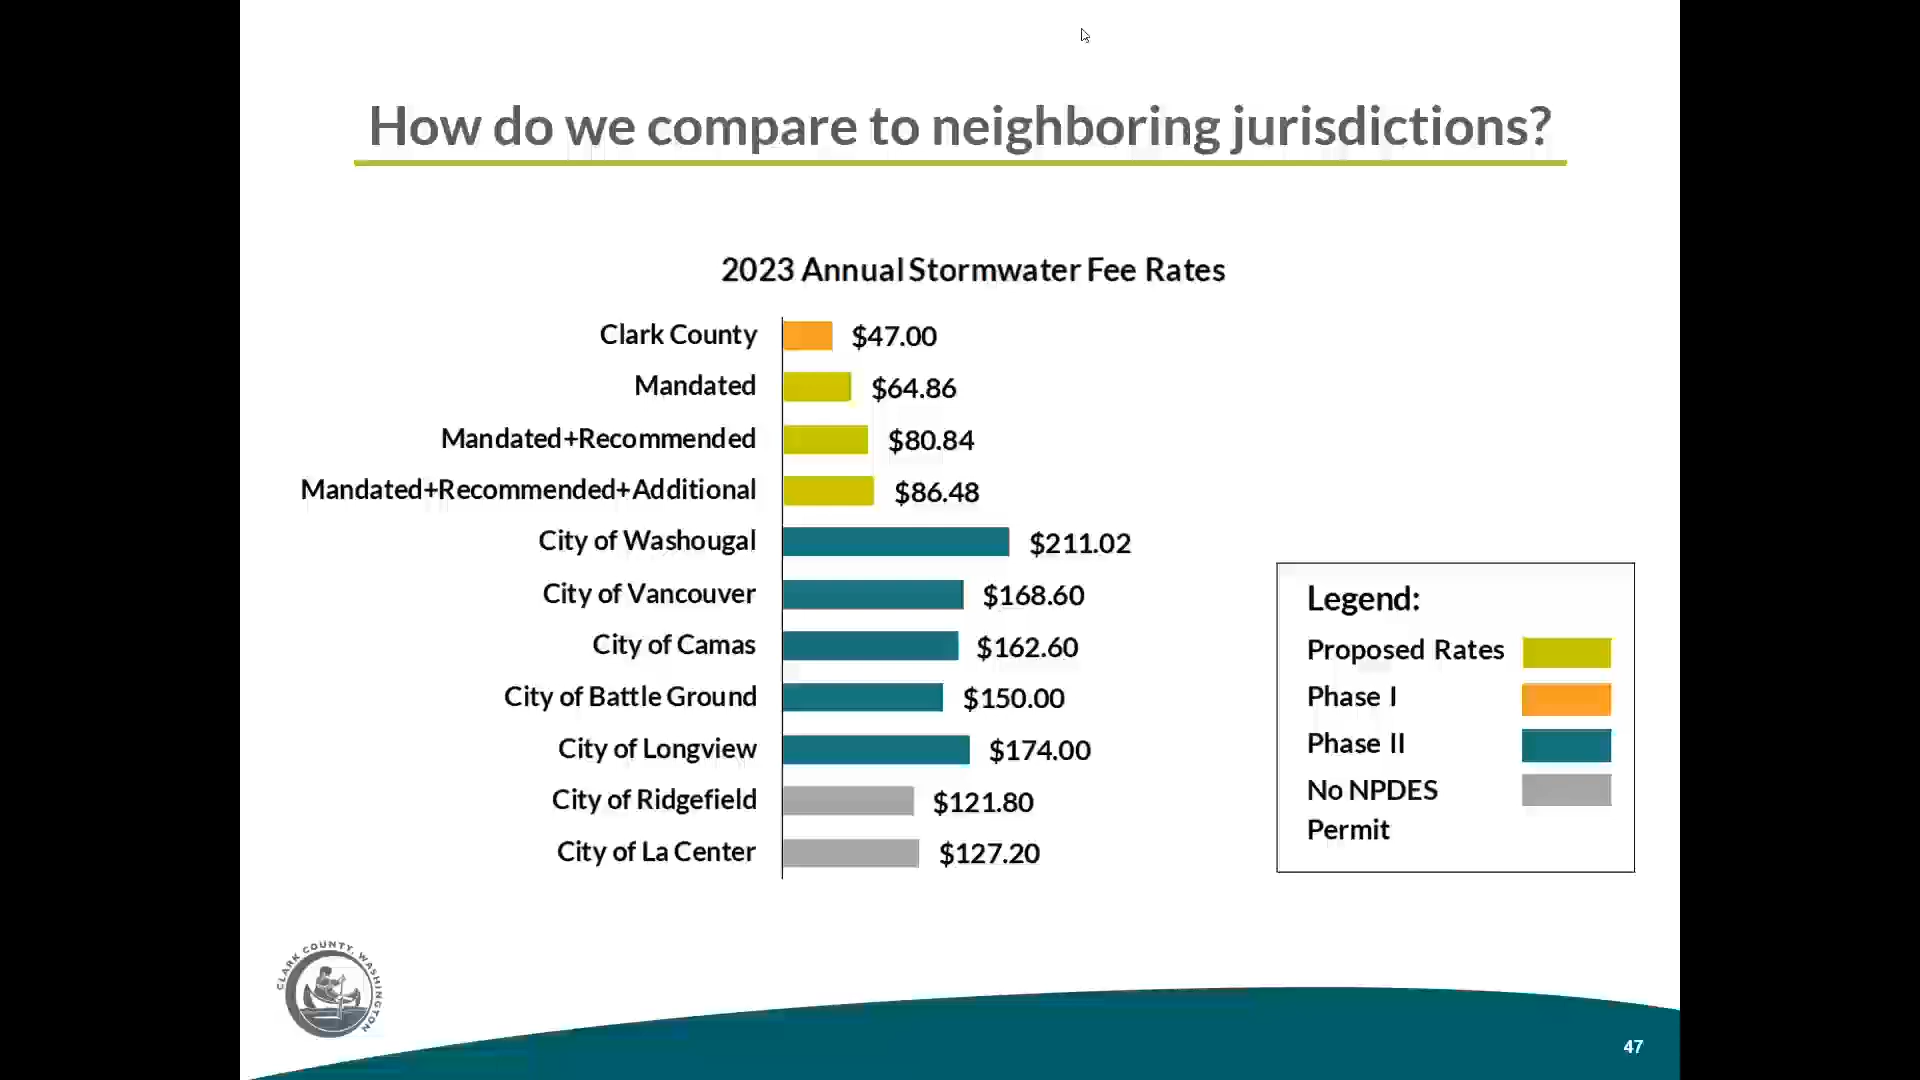 How do we compare to neighboring jurisdictions?
2023 Annual Stormwater Fee Rates
Clark County $47.00
Mandated $64.86
Mandated+Recommended $80.84
Mandated+Recommended+Additional $86.48
City of Washougal $211.02
City of Vancouver $168.60
City of Camas $162.60
City of Battle Ground $150.00
City of Longview $174.00
City of Ridgefield $121.80
City of La Center $127.20
Legend:
Proposed Rates
Phase I
Phase II
No NPDES
Permit
CLARK COUNTY, WASHINGTON
47